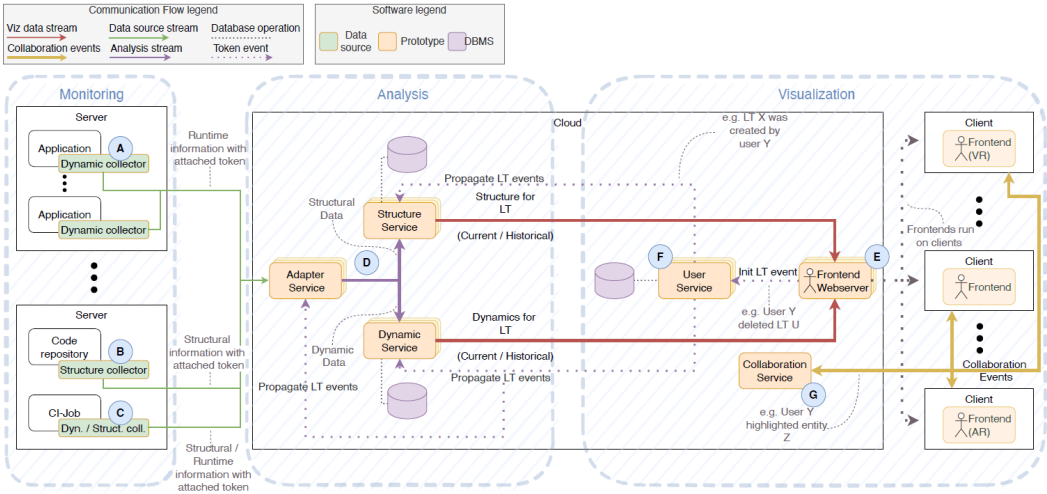 Communication Flow legend
Viz data stream
Data source stream
Database operation
Collaboration events
Analysis stream
Token event
Software legend
Data
source
Prototype
DBMS
Monitoring
Analysis
Visualization
Server
Application
A
Dynamic collector
Application
Dynamic collector
Runtime
information with
attached token
Server
Code
repository
B
Structure collector
CI-Job
C
Dyn. / Struct. coll.
Structural
information with
attached token
Structural /
Runtime
information with
attached token
Cloud
Propagate LT events
Structural Data
Structure
Service
Structure for
LT
(Current / Historical)
D
Adapter
Service
Dynamic
Data
Dynamic
Service
Dynamics for
LT
(Current / Historical)
Propagate LT events
Propagate LT events
e.g. LT X was
created by
user Y
F
User
Service
Init LT event
e.g. User Y
deleted LT U
E
Frontend
Webserver
Collaboration
Service
G
e.g. User Y
highlighted entity
Z
Frontends run
on clients
Collaboration
Events
Client
Frontend
(VR)
Client
Frontend
Client
Frontend
(AR)